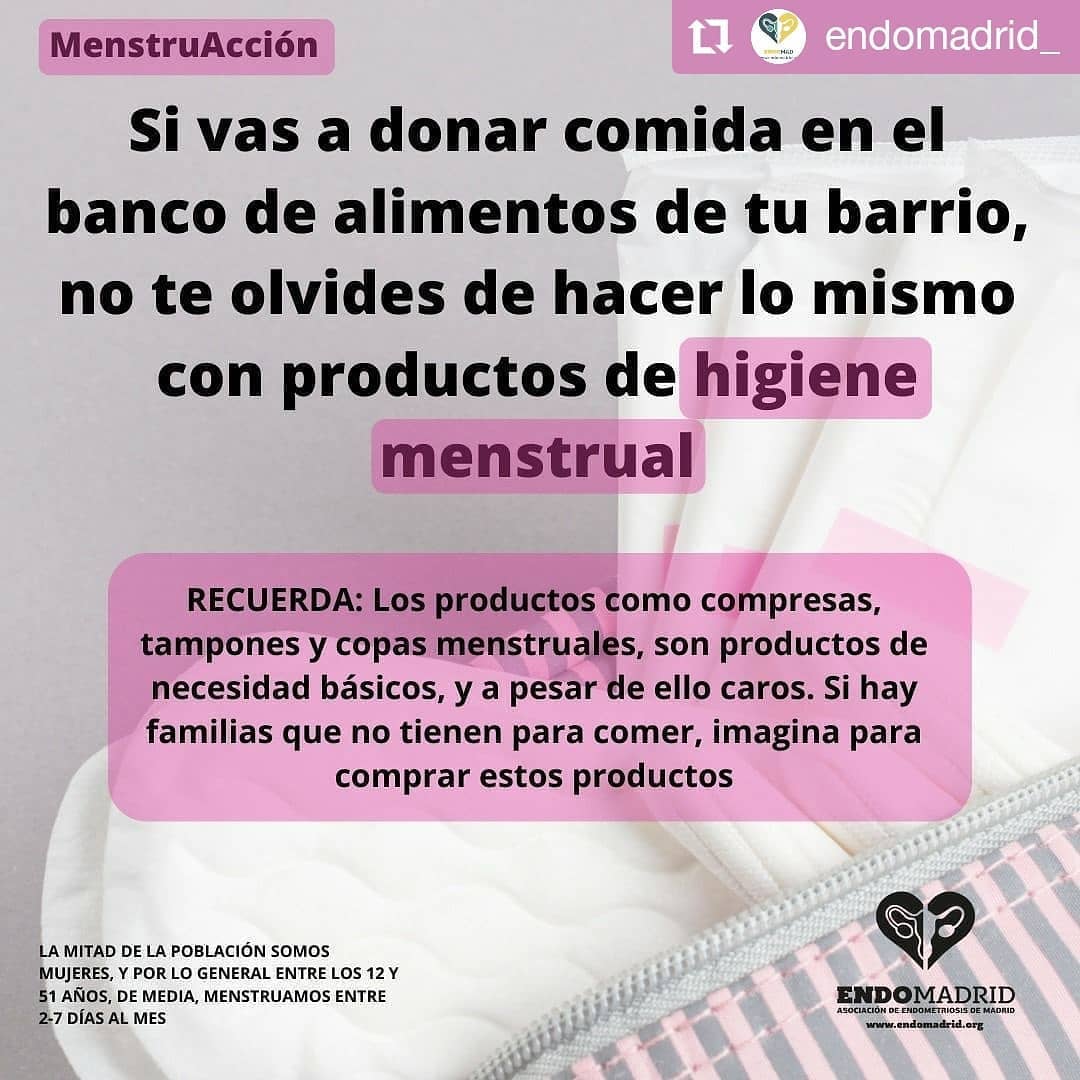 MenstruAcción
endomadrid_
Si vas a donar comida en el
banco de alimentos de tu barrio,
no te olvides de hacer lo mismo
con productos de higiene
menstrual
RECUERDA: Los productos como compresas,
tampones y copas menstruales, son productos de
necesidad básicos, y a pesar de ello caros. Si hay
familias que no tienen para comer, imagina para
comprar estos productos
LA MITAD DE LA POBLACIÓN SOMOS
MUJERES, Y POR LO GENERAL ENTRE LOS 12 Y
51 AÑOS, DE MEDIA, MENSTRUAMOS ENTRE
2-7 DÍAS AL MES
ENDOMADRID
ASOCIACIÓN DE ENDOMETRIOSIS DE MADRID
www.endomadrid.org